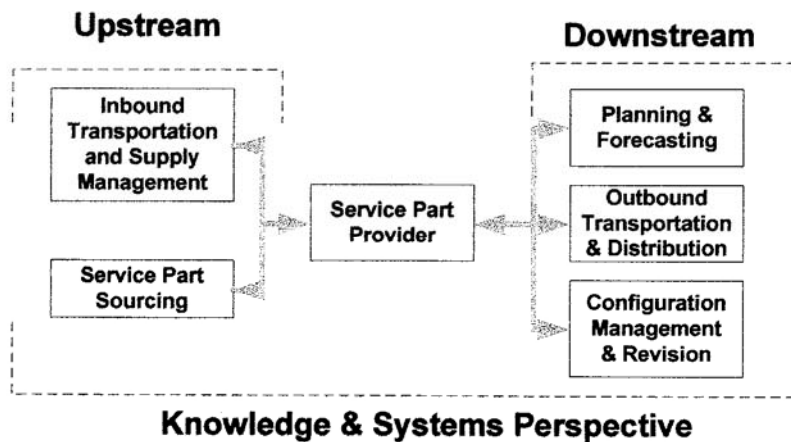 Upstream
Downstream
Inbound
Transportation
and Supply
Management
Service Part
Sourcing
Service Part
Provider
Planning &
Forecasting
Outbound
Transportation
& Distribution
Configuration
Management
& Revision
Knowledge & Systems Perspective